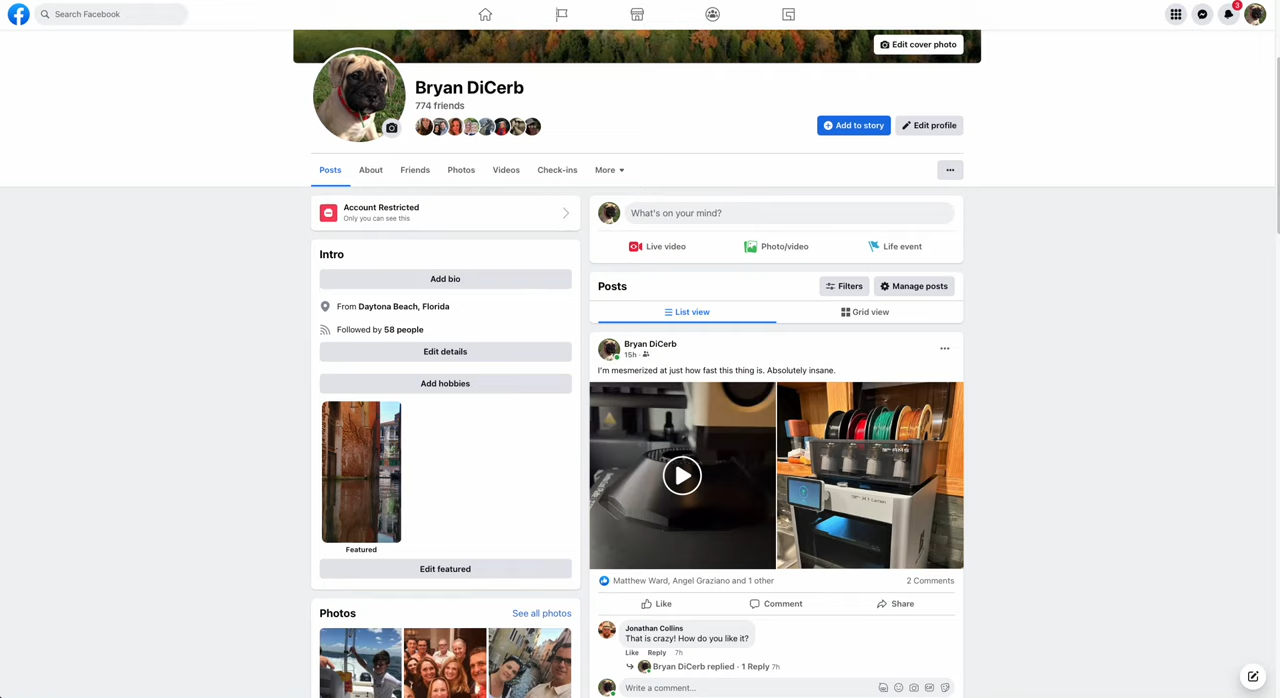 Search Facebook
3
Edit cover photo
Bryan DiCerb
774 friends
Add to story
Edit profile
Posts
About
Friends
Photos
Videos
Check-ins
More
Account Restricted
Only you can see this
Intro
Add bio
From Daytona Beach, Florida
Followed by 58 people
Edit details
Add hobbies
Featured
Edit featured
Photos
See all photos
What's on your mind?
Live video
Photo/video
Life event
Posts
Filters
Manage posts
List view
Grid view
Bryan DiCerb
15h ·
I'm mesmerized at just how fast this thing is. Absolutely insane.
Matthew Ward, Angel Graziano and 1 other
2 Comments
Like
Comment
Share
Jonathan Collins
That is crazy! How do you like it?
Like Reply 7h
Bryan DiCerb replied · 1 Reply 7h
Write a comment...